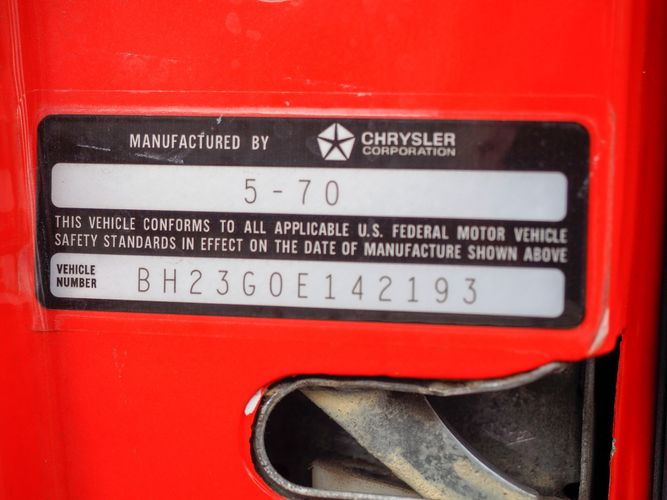 MANUFACTURED BY CHRYSLER CORPORATION
5-70
THIS VEHICLE CONFORMS TO ALL APPLICABLE U.S. FEDERAL MOTOR VEHICLE
SAFETY STANDARDS IN EFFECT ON THE DATE OF MANUFACTURE SHOWN ABOVE
VEHICLE NUMBER BH23G0E142193